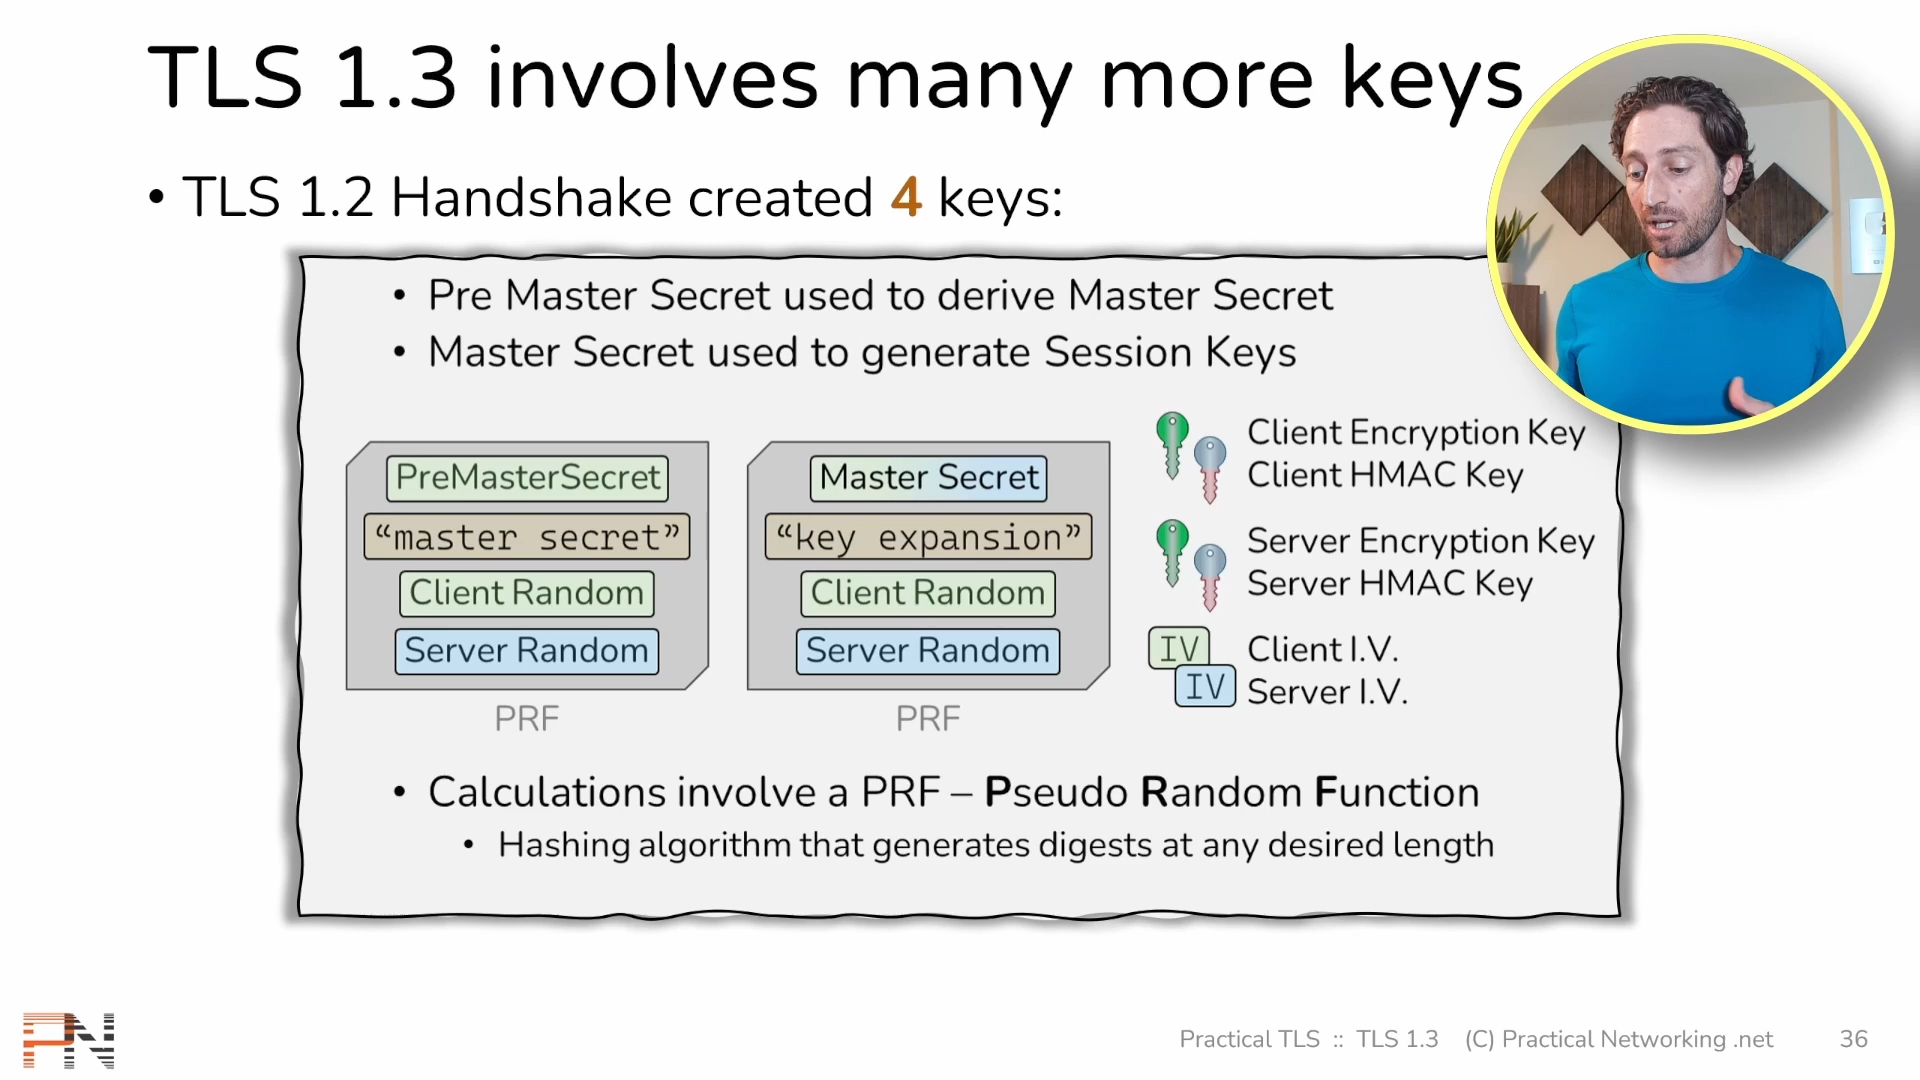 TLS 1.3 involves many more keys
• TLS 1.2 Handshake created 4 keys:
• Pre Master Secret used to derive Master Secret
• Master Secret used to generate Session Keys
PreMasterSecret
“master secret”
Client Random
Server Random
PRF
Master Secret
“key expansion”
Client Random
Server Random
PRF
Client Encryption Key
Client HMAC Key
Server Encryption Key
Server HMAC Key
IV
IV
Client I.V.
Server I.V.
• Calculations involve a PRF – Pseudo Random Function
• Hashing algorithm that generates digests at any desired length
PN
Practical TLS :: TLS 1.3 (C) Practical Networking .net 36